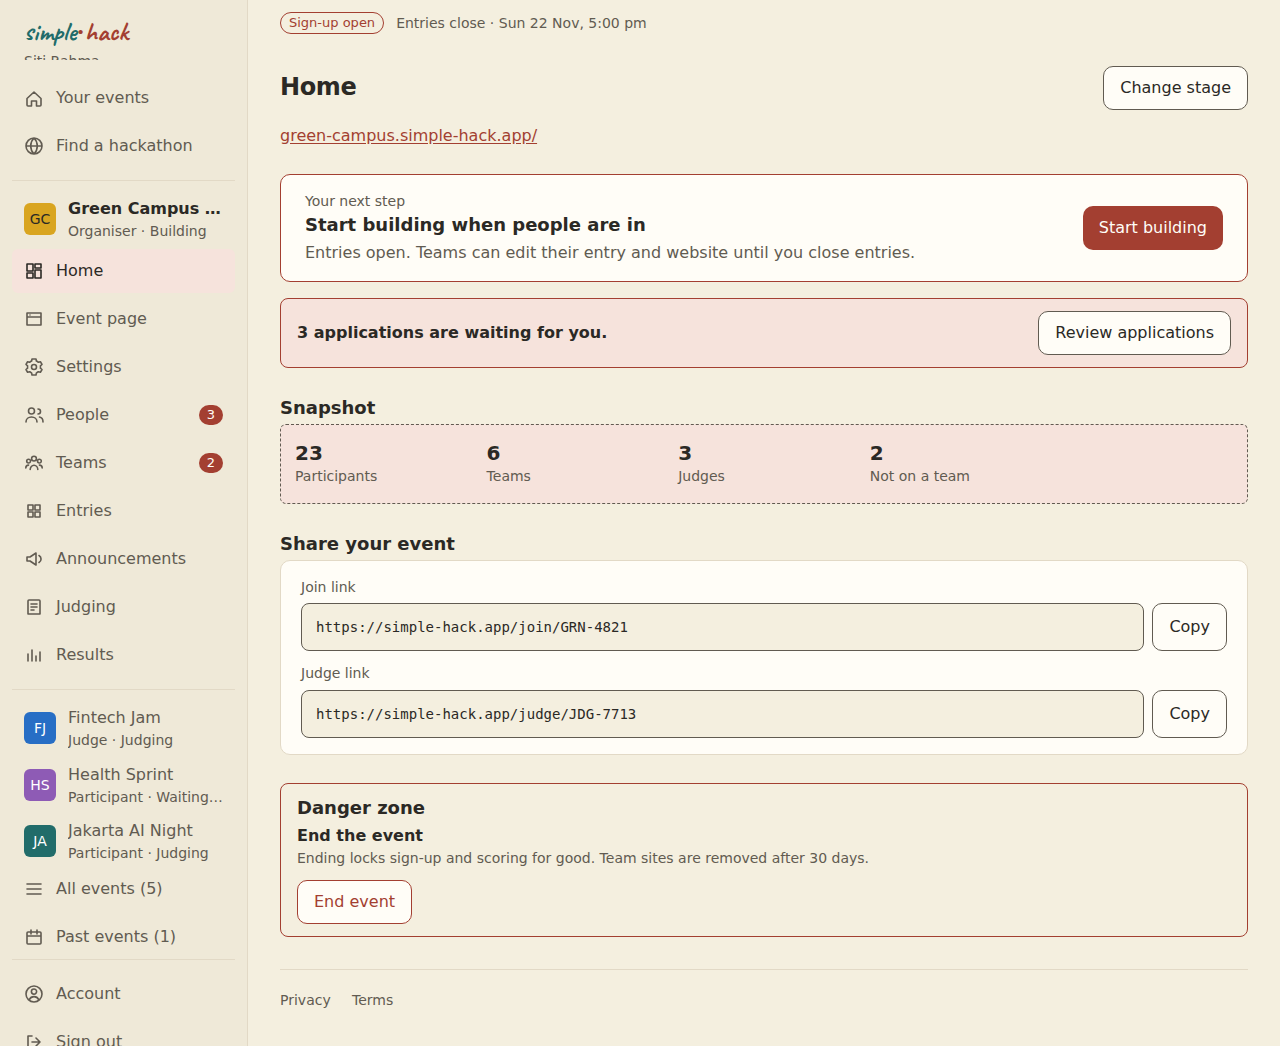 simple·hack
Your events
Find a hackathon
GC
Green Campus ...
Organiser · Building
Home
Event page
Settings
People 3
Teams 2
Entries
Announcements
Judging
Results
FJ
Fintech Jam
Judge · Judging
HS
Health Sprint
Participant · Waiting...
JA
Jakarta AI Night
Participant · Judging
All events (5)
Past events (1)
Account
Sign out
Sign-up open Entries close · Sun 22 Nov, 5:00 pm
Home
Change stage
green-campus.simple-hack.app/
Your next step
Start building when people are in
Entries open. Teams can edit their entry and website until you close entries.
Start building
3 applications are waiting for you.
Review applications
Snapshot
23 6 3 2
Participants Teams Judges Not on a team
Share your event
Join link
https://simple-hack.app/join/GRN-4821 Copy
Judge link
https://simple-hack.app/judge/JDG-7713 Copy
Danger zone
End the event
Ending locks sign-up and scoring for good. Team sites are removed after 30 days.
End event
Privacy Terms